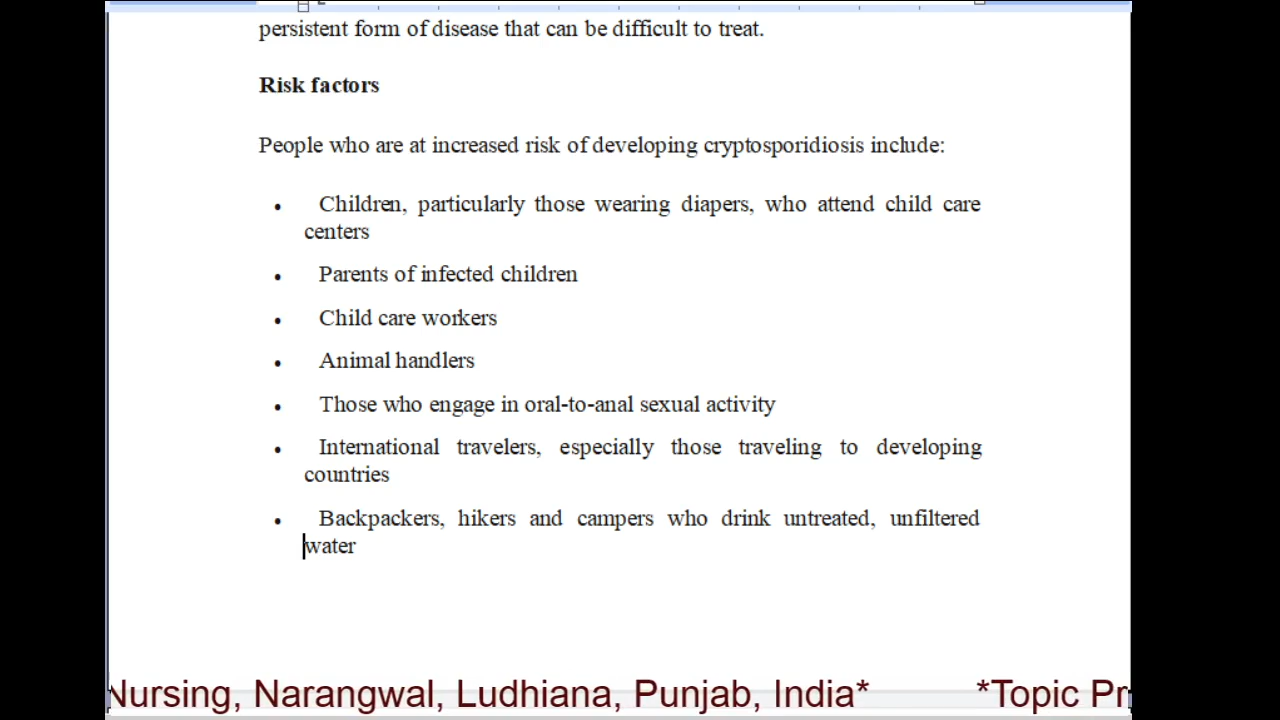 persistent form of disease that can be difficult to treat.
Risk factors
People who are at increased risk of developing cryptosporidiosis include:
• Children, particularly those wearing diapers, who attend child care
centers
• Parents of infected children
• Child care workers
• Animal handlers
• Those who engage in oral-to-anal sexual activity
• International travelers, especially those traveling to developing
countries
• Backpackers, hikers and campers who drink untreated, unfiltered
water
Nursing, Narangwal, Ludhiana, Punjab, India* *Topic